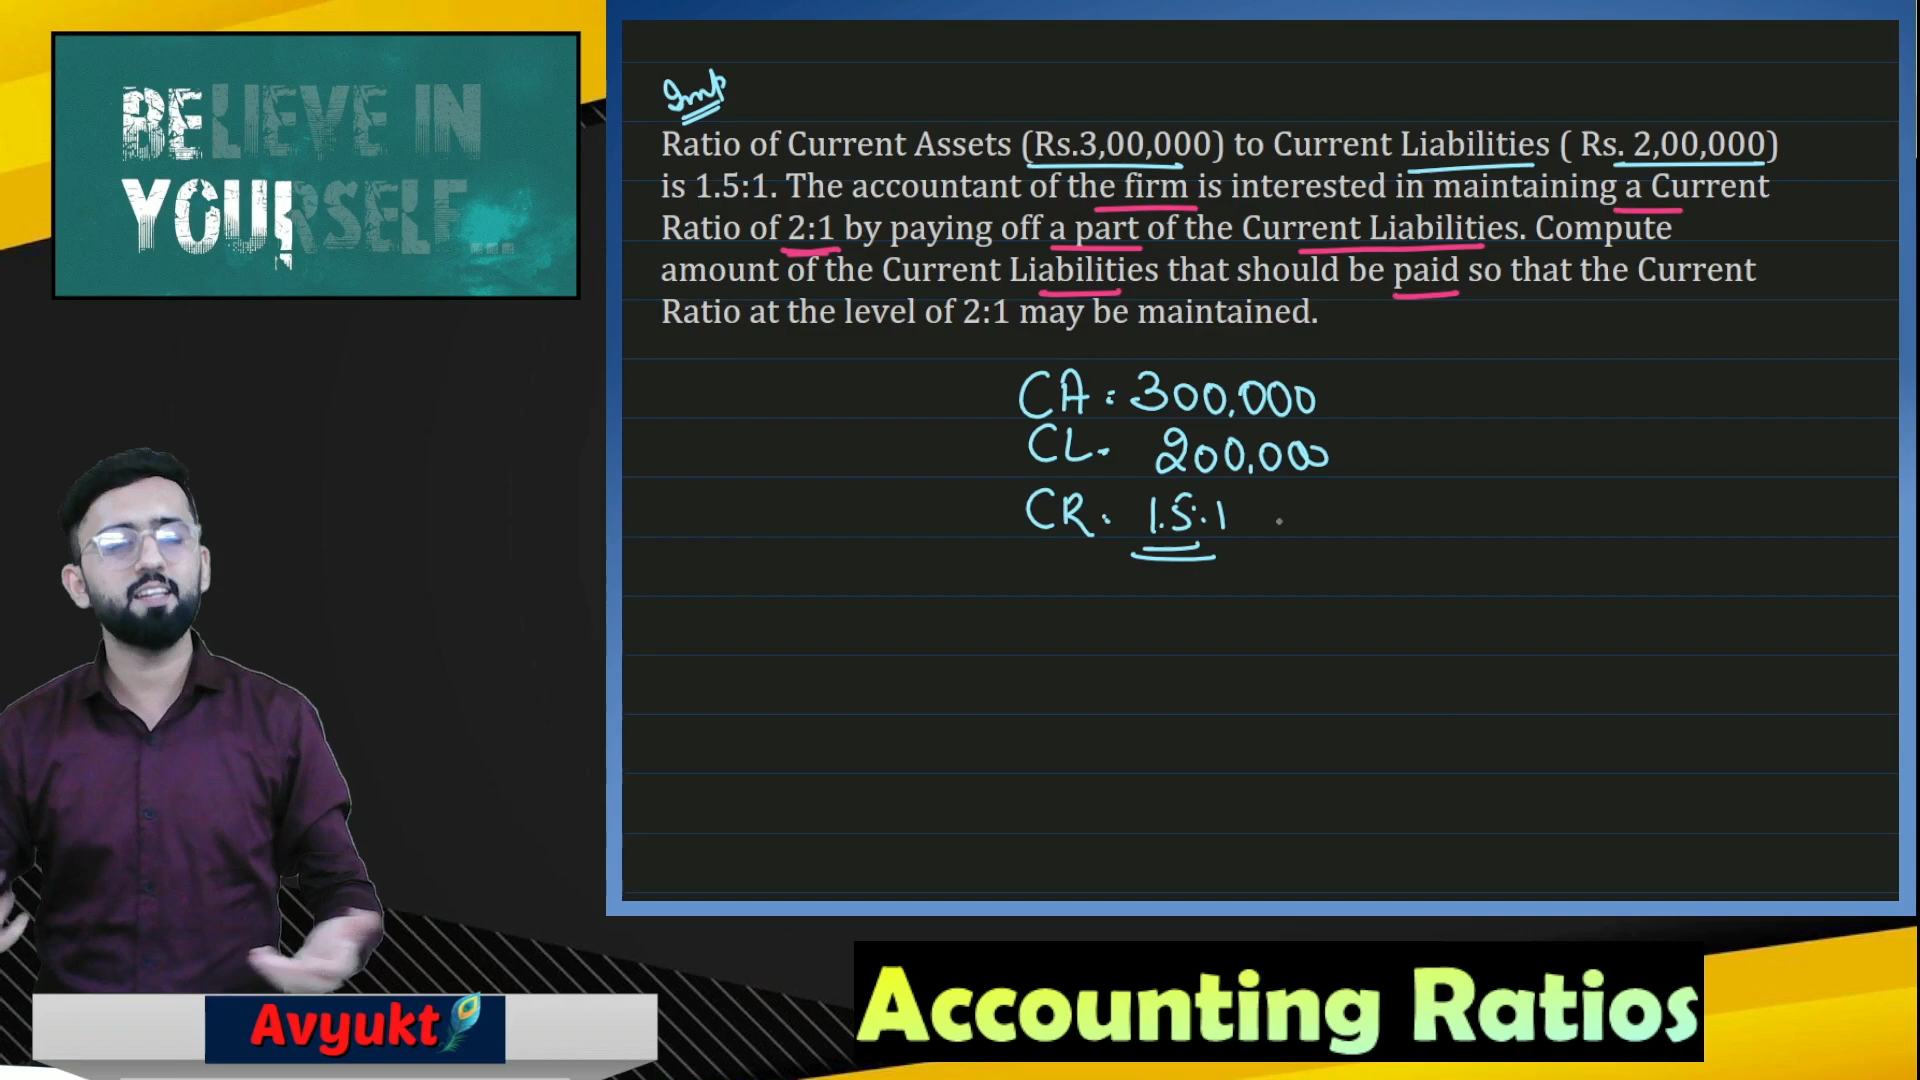 BELIEVE IN
YOURSELF...
Imp
Ratio of Current Assets (Rs.3,00,000) to Current Liabilities ( Rs. 2,00,000)
is 1.5:1. The accountant of the firm is interested in maintaining a Current
Ratio of 2:1 by paying off a part of the Current Liabilities. Compute
amount of the Current Liabilities that should be paid so that the Current
Ratio at the level of 2:1 may be maintained.
CA : 300,000
CL - 200,000
CR : 1.5:1
Avyukt
Accounting Ratios